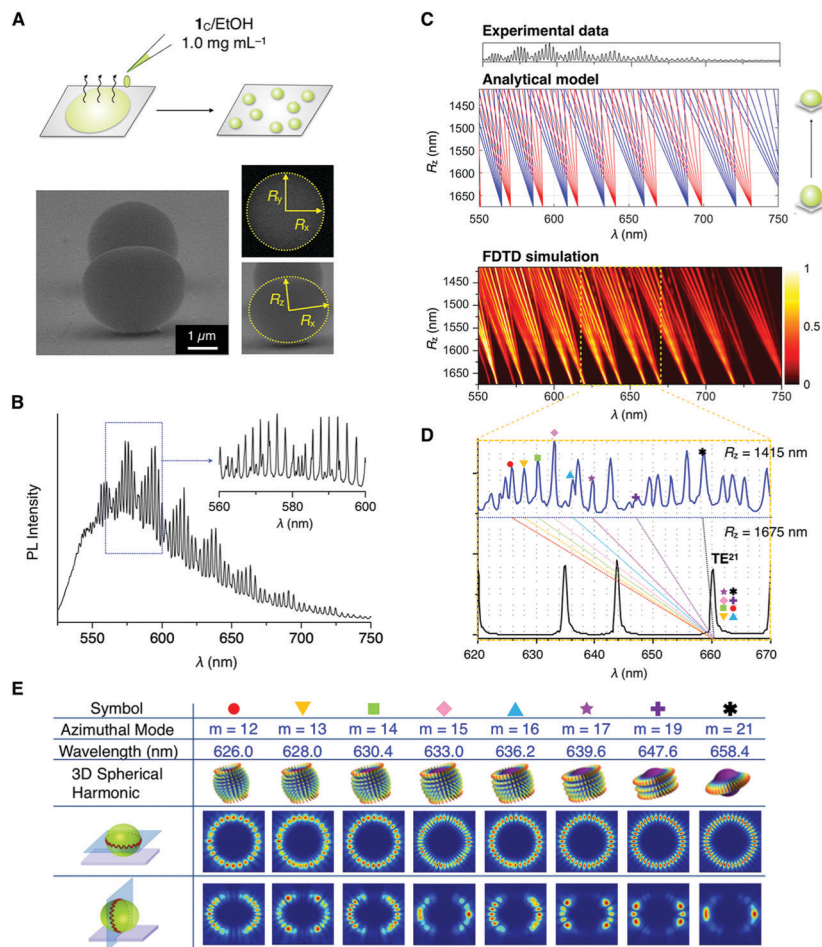 A
1C/EtOH
1.0 mg mL–1
Ry
Rx
Rz
Rx
1 μm
B
PL Intensity
560 580 600
λ (nm)
550 600 650 700 750
λ (nm)
C
Experimental data
Analytical model
Rz (nm)
1450
1500
1550
1600
1650
550 600 650 700 750
λ (nm)
FDTD simulation
Rz (nm)
1450
1500
1550
1600
1650
550 600 650 700 750
λ (nm)
1
0.5
0
D
Rz = 1415 nm
Rz = 1675 nm
TE21
620 630 640 650 660 670
λ (nm)
E
Symbol
Azimuthal Mode m = 12 m = 13 m = 14 m = 15 m = 16 m = 17 m = 19 m = 21
Wavelength (nm) 626.0 628.0 630.4 633.0 636.2 639.6 647.6 658.4
3D Spherical
Harmonic